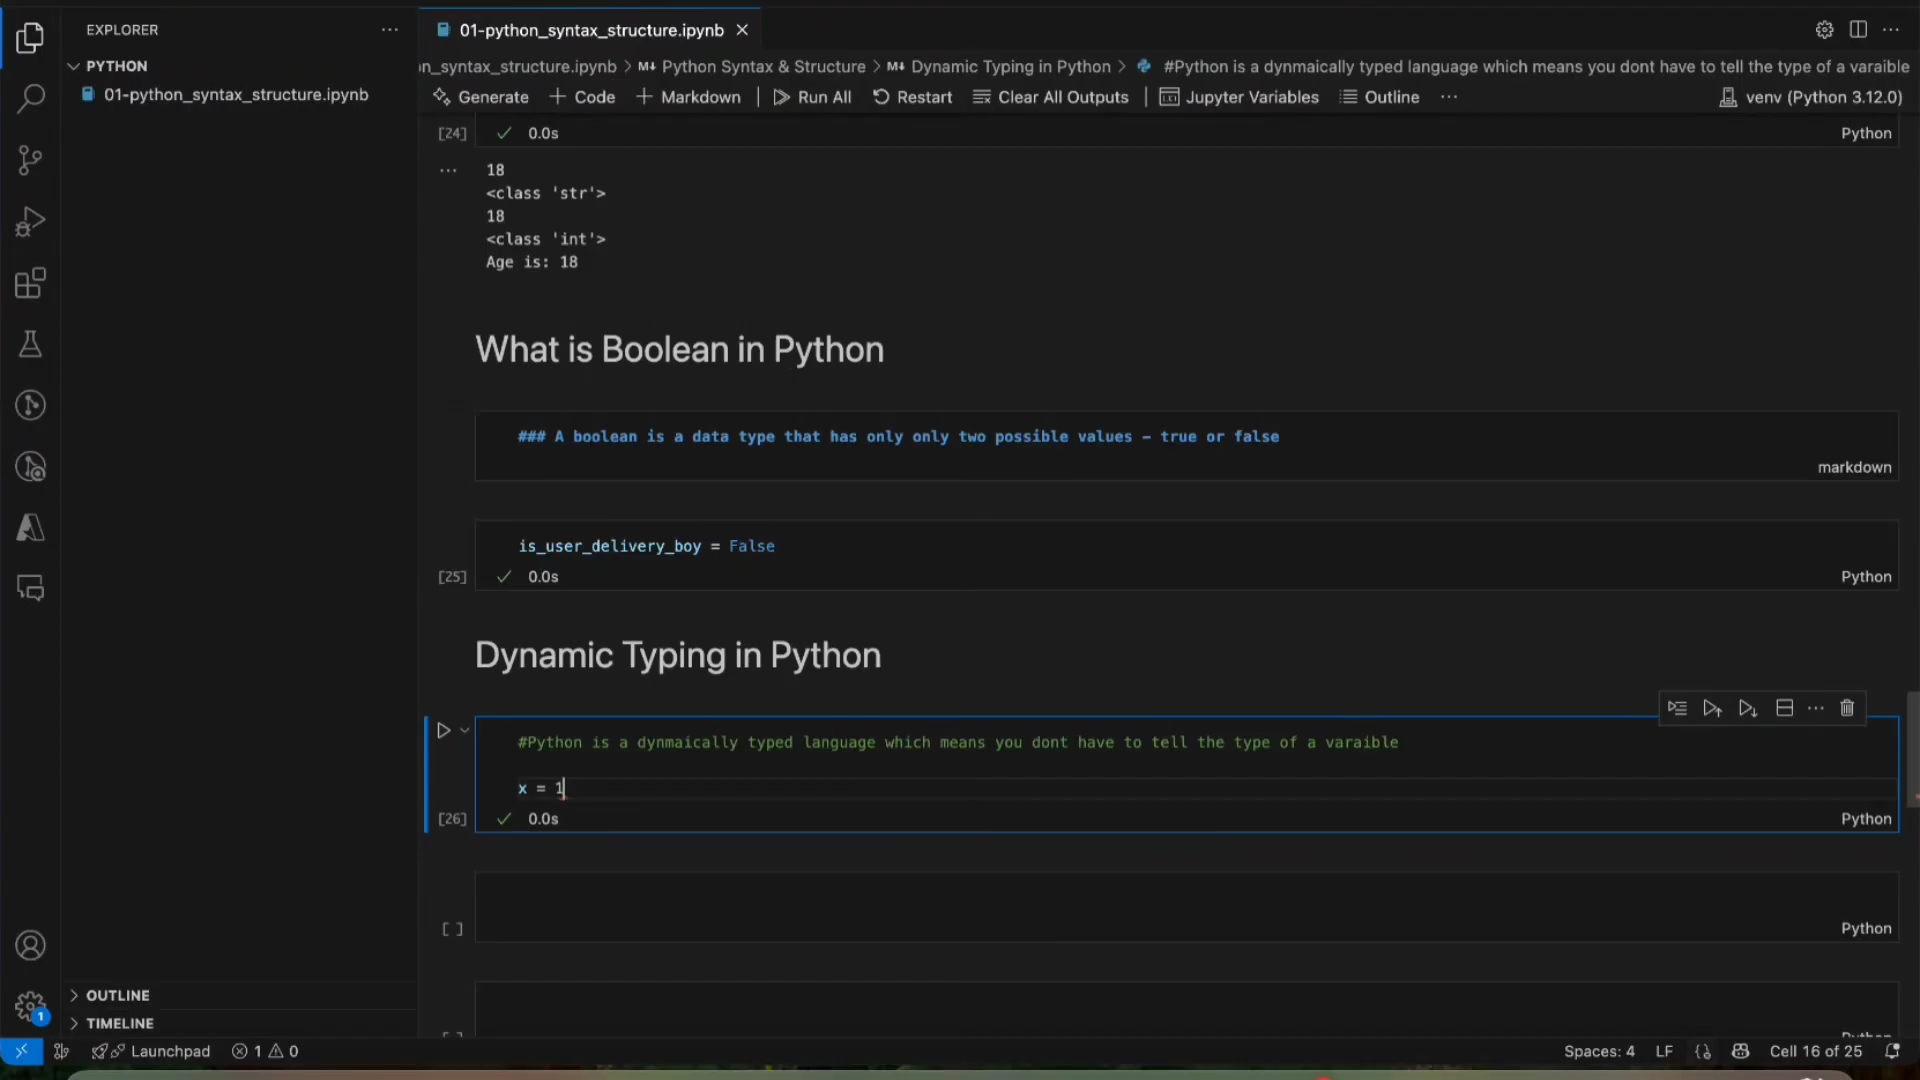 EXPLORER
PYTHON
01-python_syntax_structure.ipynb
OUTLINE
TIMELINE
01-python_syntax_structure.ipynb
n_syntax_structure.ipynb > M↓ Python Syntax & Structure > M↓ Dynamic Typing in Python > #Python is a dynmaically typed language which means you dont have to tell the type of a varaible
Generate + Code + Markdown | Run All Restart Clear All Outputs | Jupyter Variables Outline ... venv (Python 3.12.0)
[24] ✓ 0.0s Python
18
<class 'str'>
18
<class 'int'>
Age is: 18
What is Boolean in Python
### A boolean is a data type that has only only two possible values - true or false
markdown
is_user_delivery_boy = False
[25] ✓ 0.0s Python
Dynamic Typing in Python
#Python is a dynmaically typed language which means you dont have to tell the type of a varaible
x = 1
[26] ✓ 0.0s Python
[ ] Python
1
Launchpad 1 0 Spaces: 4 LF Cell 16 of 25